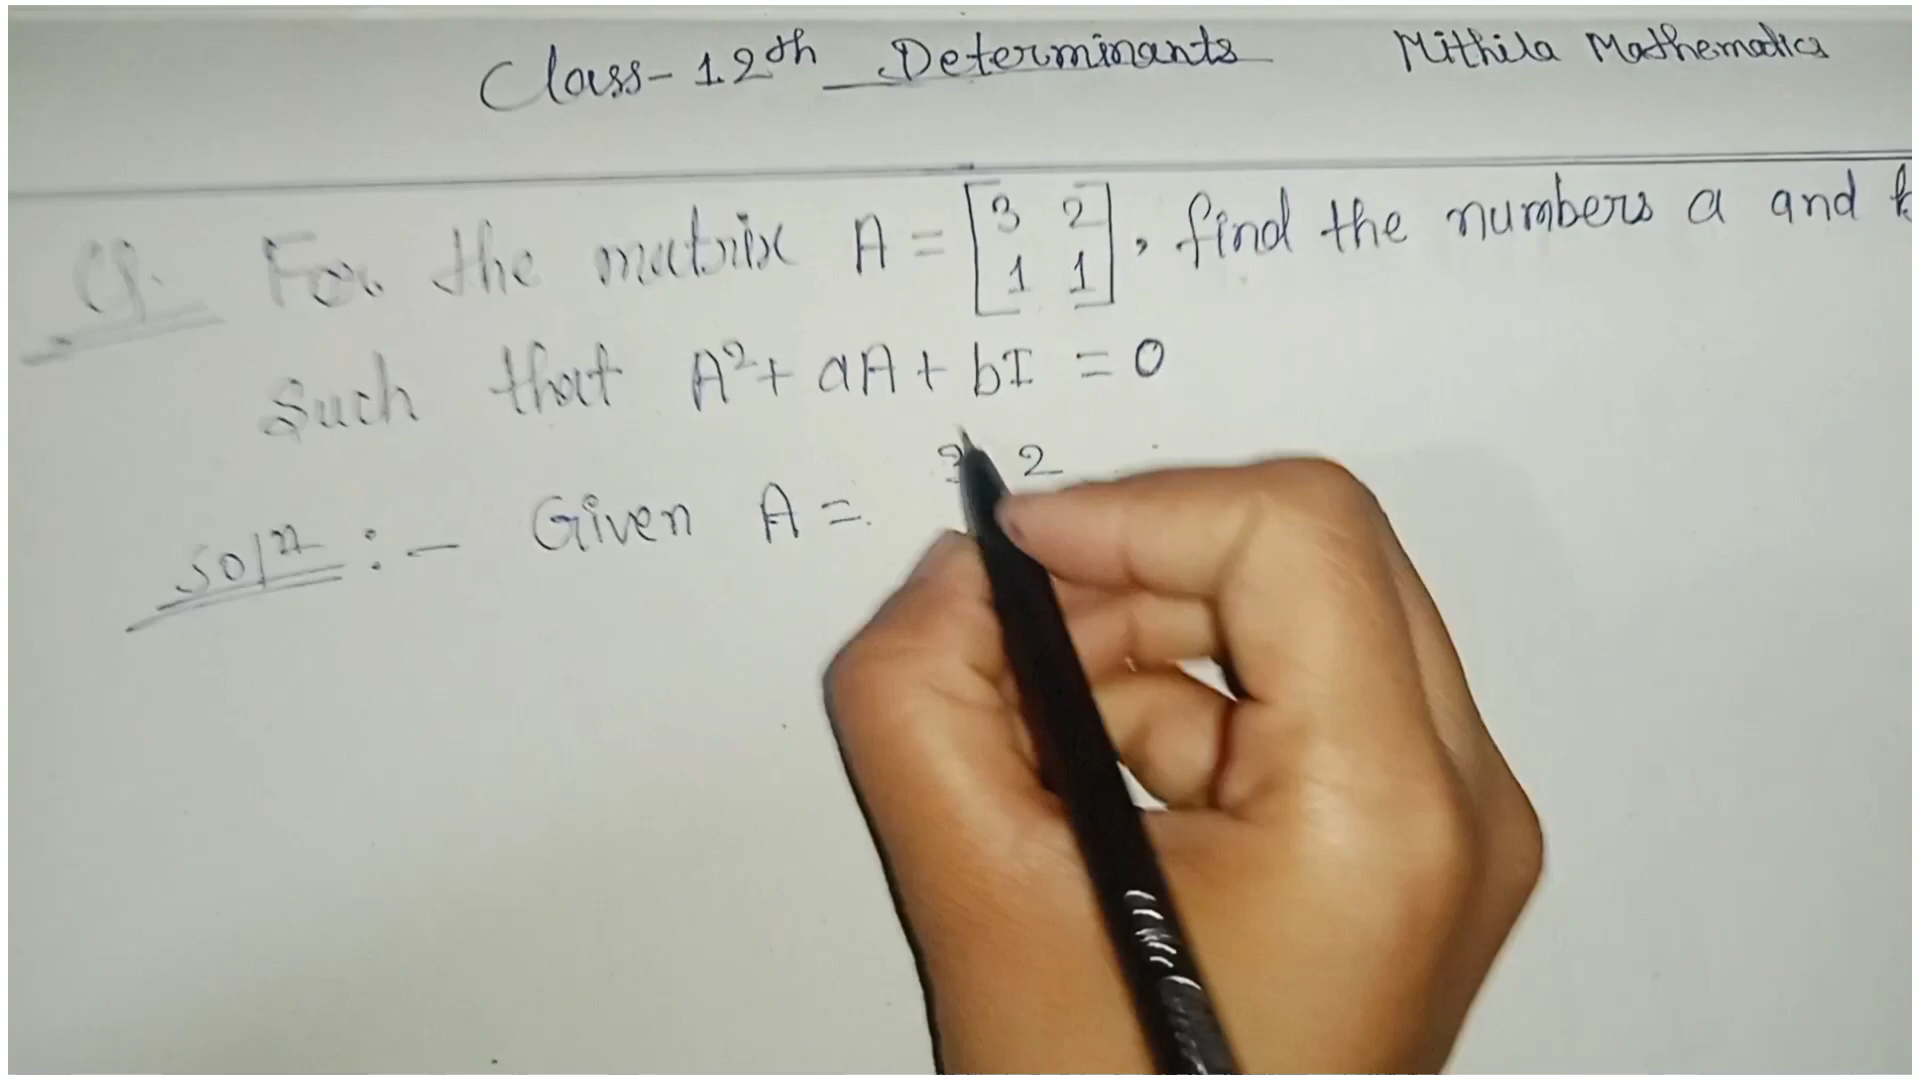 Class-12th Determinants Mithila Mathematics
Q. For the matrix A = [3 2
1 1], find the numbers a and b
Such that A²+ aA + bI = 0
Solⁿ :- Given A = 3 2